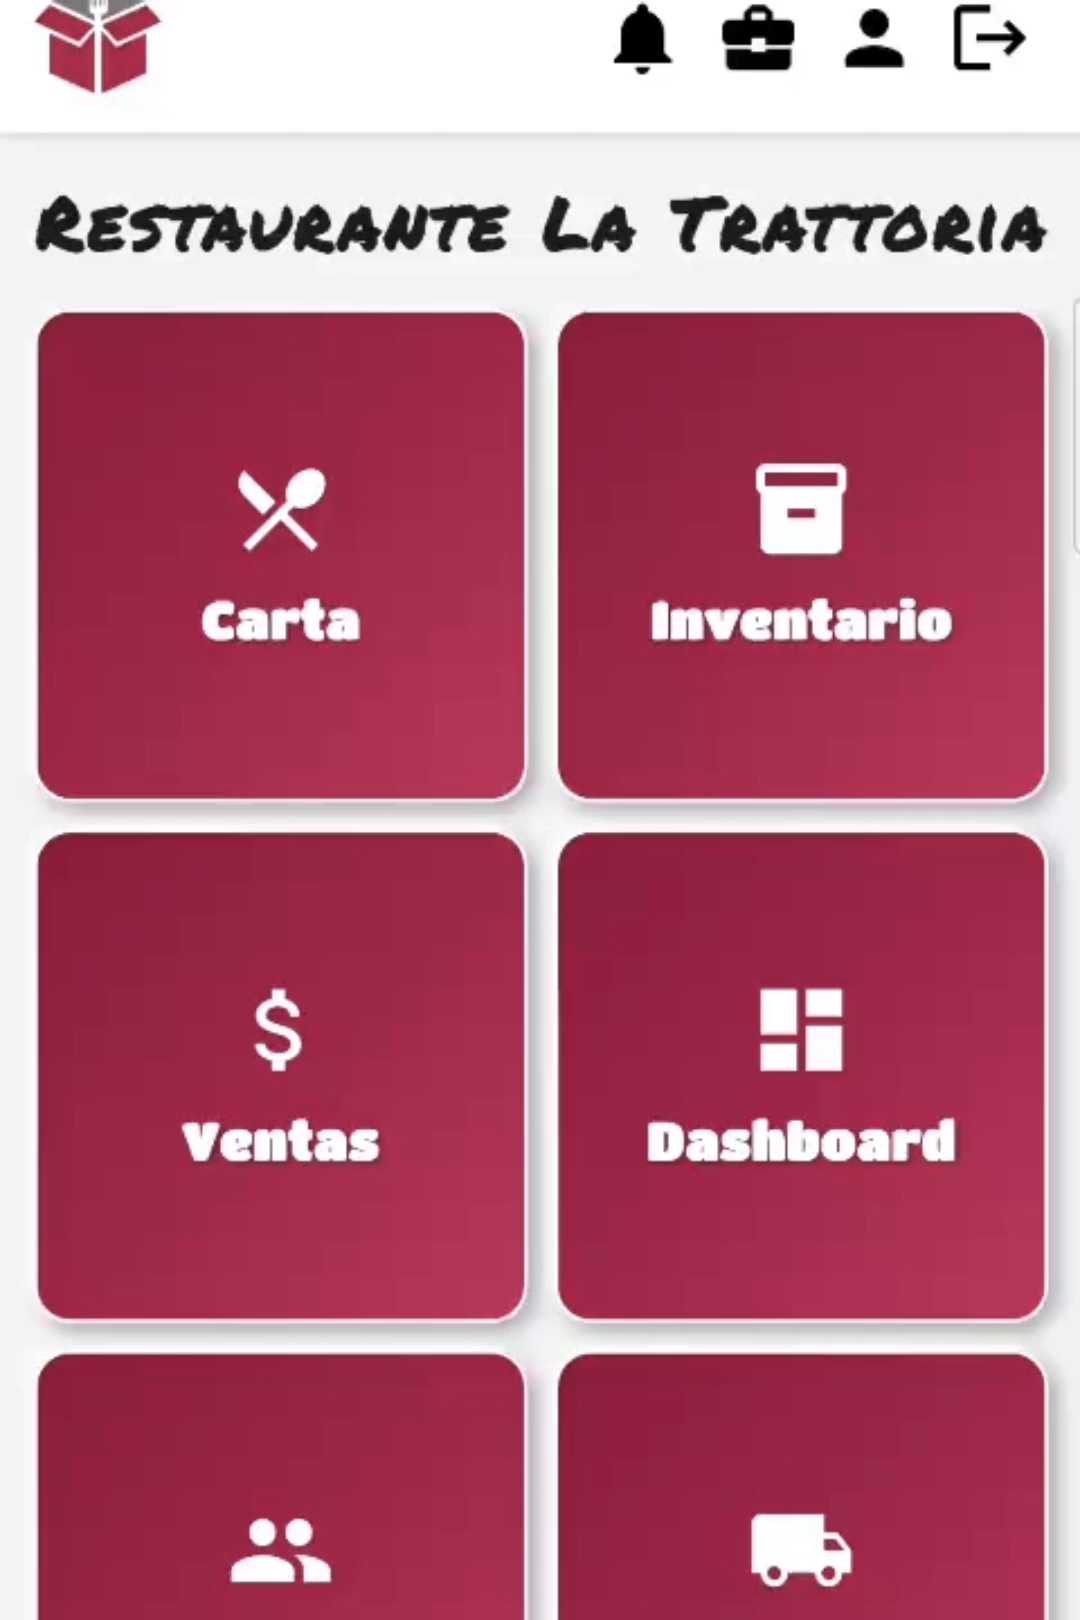 Restaurante La Trattoria
Carta
Inventario
Ventas
Dashboard